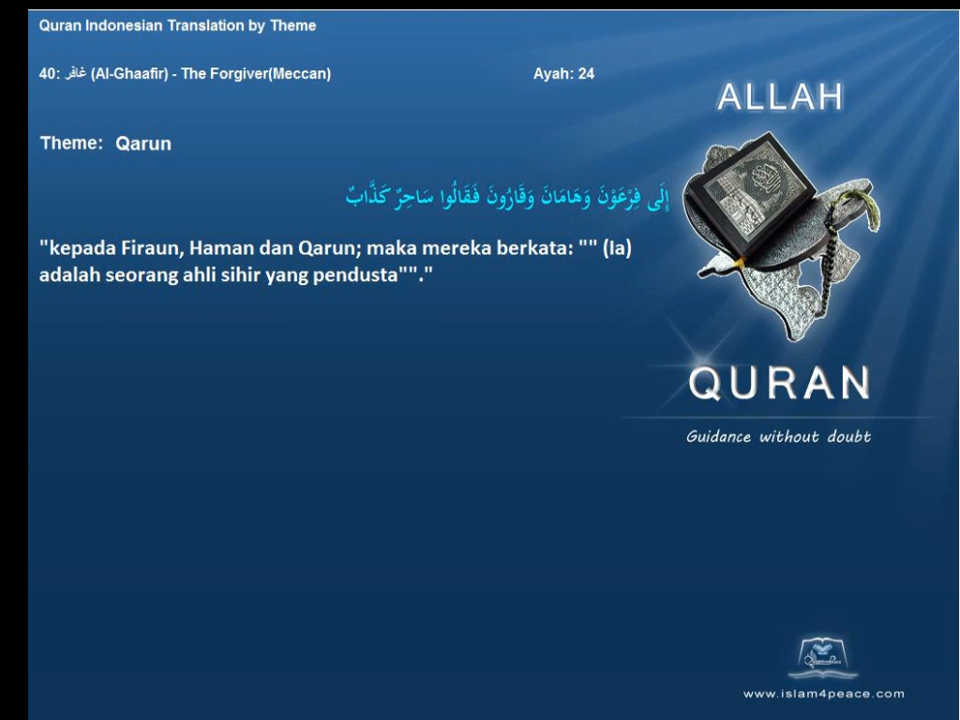 Quran Indonesian Translation by Theme
40: غافر (Al-Ghaafir) - The Forgiver(Meccan) Ayah: 24
Theme: Qarun
إِلَى فِرْعَوْنَ وَهَامَانَ وَقَارُونَ فَقَالُوا سَاحِرٌ كَذَّابٌ
"kepada Firaun, Haman dan Qarun; maka mereka berkata: "" (Ia)
adalah seorang ahli sihir yang pendusta""."
ALLAH
QURAN
Guidance without doubt
www.islam4peace.com